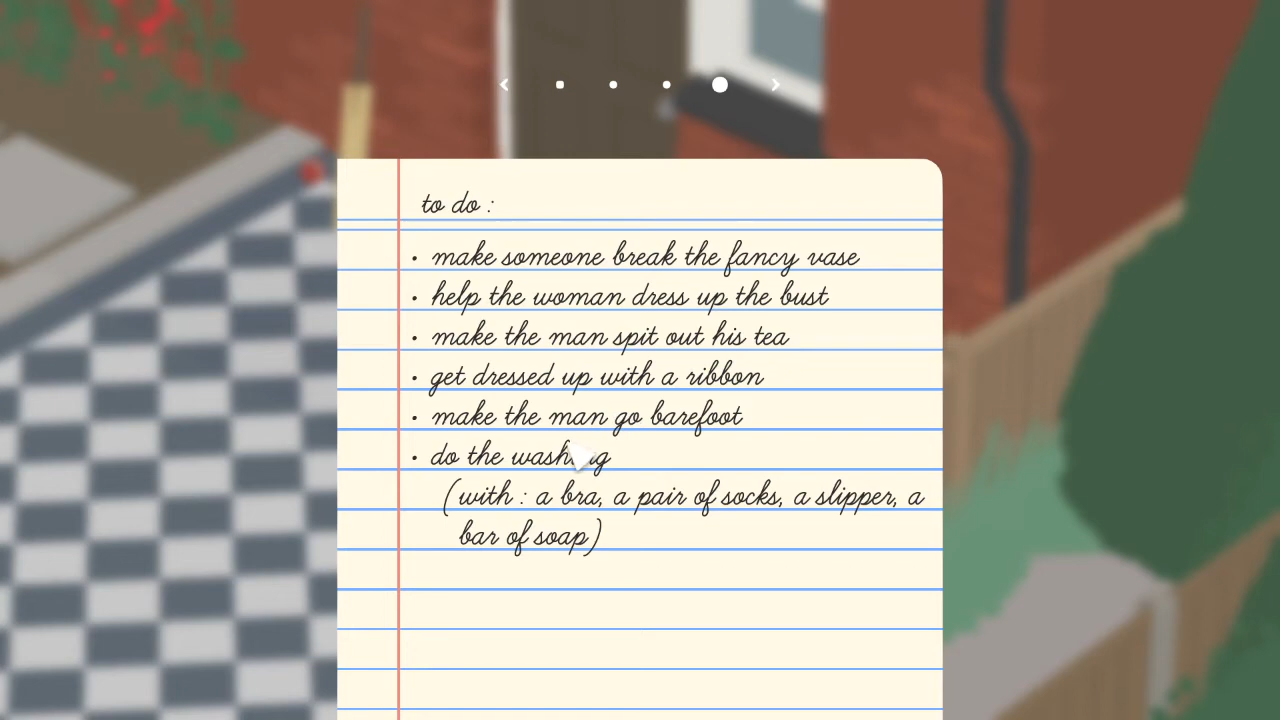 to do :
• make someone break the fancy vase
• help the woman dress up the bust
• make the man spit out his tea
• get dressed up with a ribbon
• make the man go barefoot
• do the washing
(with : a bra, a pair of socks, a slipper, a
bar of soap)